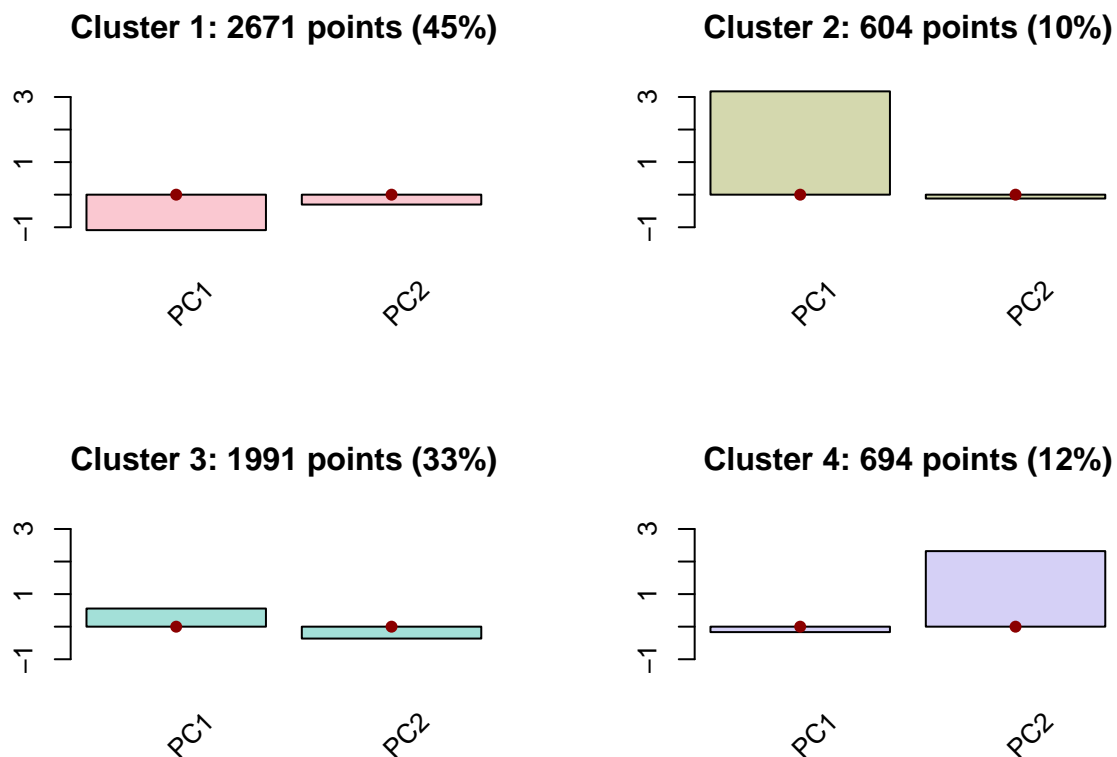 Cluster 1: 2671 points (45%)
3
1
−1
PC1
PC2
Cluster 2: 604 points (10%)
3
1
−1
PC1
PC2
Cluster 3: 1991 points (33%)
3
1
−1
PC1
PC2
Cluster 4: 694 points (12%)
3
1
−1
PC1
PC2